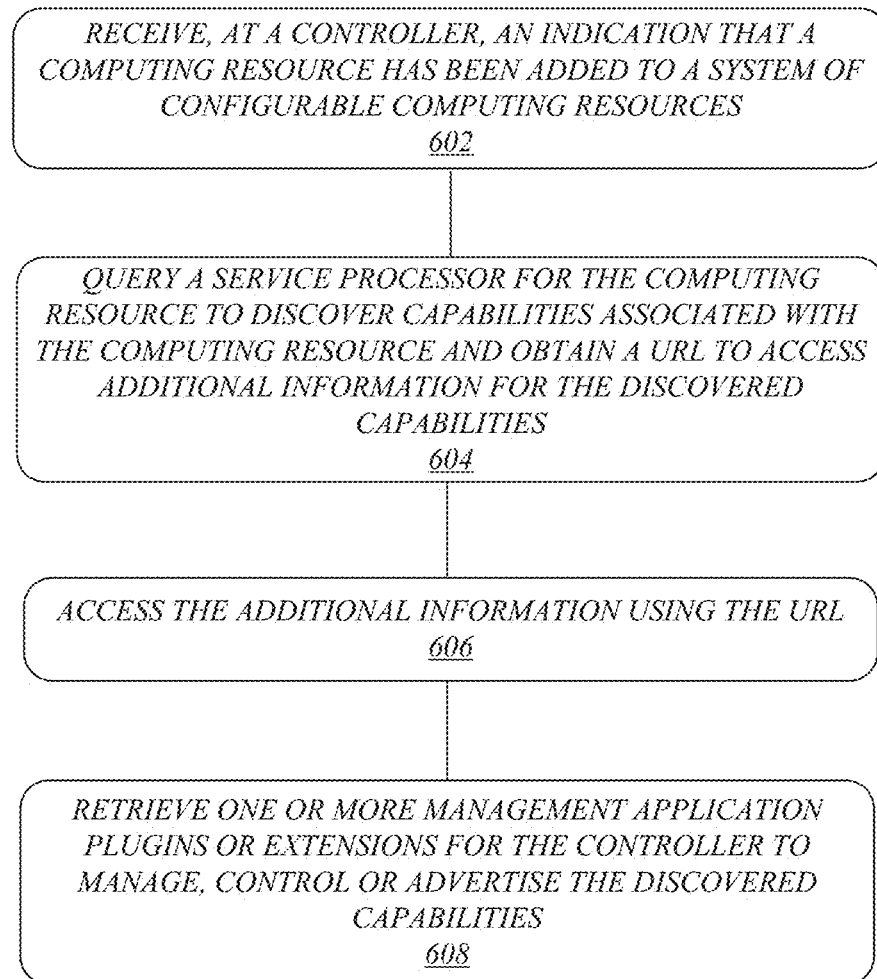 RECEIVE, AT A CONTROLLER, AN INDICATION THAT A
COMPUTING RESOURCE HAS BEEN ADDED TO A SYSTEM OF
CONFIGURABLE COMPUTING RESOURCES
602
QUERY A SERVICE PROCESSOR FOR THE COMPUTING
RESOURCE TO DISCOVER CAPABILITIES ASSOCIATED WITH
THE COMPUTING RESOURCE AND OBTAIN A URL TO ACCESS
ADDITIONAL INFORMATION FOR THE DISCOVERED
CAPABILITIES
604
ACCESS THE ADDITIONAL INFORMATION USING THE URL
606
RETRIEVE ONE OR MORE MANAGEMENT APPLICATION
PLUGINS OR EXTENSIONS FOR THE CONTROLLER TO
MANAGE, CONTROL OR ADVERTISE THE DISCOVERED
CAPABILITIES
608